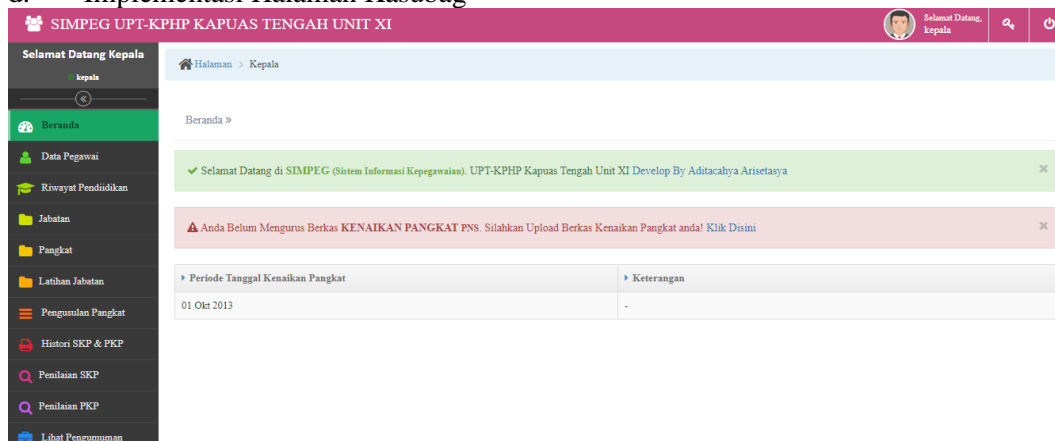 d. Implementasi Halaman Kasubag
SIMPEG UPT-KPHP KAPUAS TENGAH UNIT XI
Selamat Datang,
kepala
Selamat Datang Kepala
kepala
Halaman > Kepala
Beranda »
Beranda
Data Pegawai
Riwayat Pendiidikan
Jabatan
Pangkat
Latihan Jabatan
Pengusulan Pangkat
Histori SKP & PKP
Penilaian SKP
Penilaian PKP
Lihat Pengumuman
Selamat Datang di SIMPEG (Sistem Informasi Kepegawaian). UPT-KPHP Kapuas Tengah Unit XI Develop By Aditacahya Arisetasya
Anda Belum Mengurus Berkas KENAIKAN PANGKAT PNS. Silahkan Upload Berkas Kenaikan Pangkat anda! Klik Disini
Periode Tanggal Kenaikan Pangkat Keterangan
01 Okt 2013 -